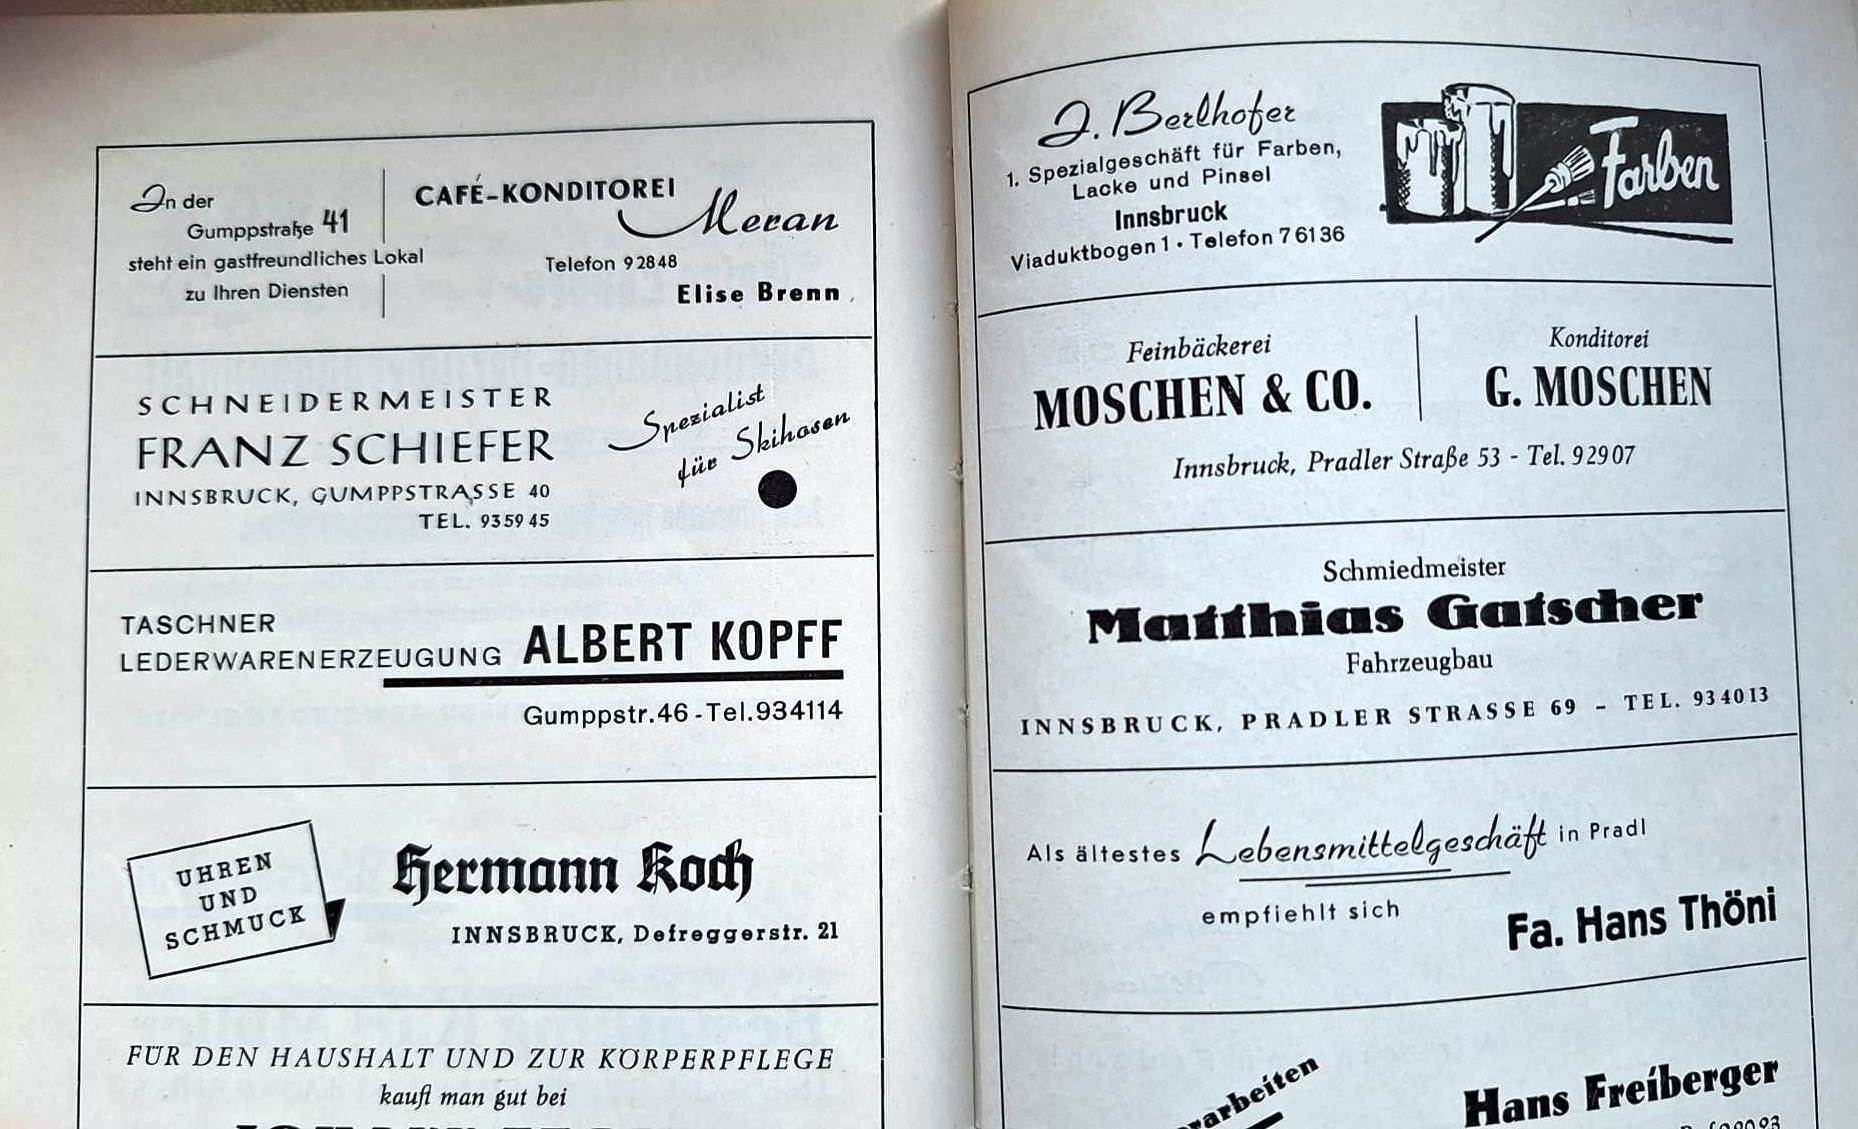 In der
Gumppstraße 41
steht ein gastfreundliches Lokal
zu Ihren Diensten
CAFÉ-KONDITOREI
Meran
Telefon 92848
Elise Brenn
SCHNEIDERMEISTER
FRANZ SCHIEFER
INNSBRUCK, GUMPPSTRASSE 40
TEL. 935945
Spezialist
für Skihosen
TASCHNER
LEDERWARENERZEUGUNG ALBERT KOPFF
Gumppstr. 46 - Tel. 934114
UHREN
UND
SCHMUCK
Hermann Koch
INNSBRUCK, Defreggerstr. 21
FÜR DEN HAUSHALT UND ZUR KÖRPERPFLEGE
kauft man gut bei
J. Berlhofer
1. Spezialgeschäft für Farben,
Lacke und Pinsel
Innsbruck
Viaduktbogen 1 · Telefon 76136
Farben
Feinbäckerei
MOSCHEN & CO.
Konditorei
G. MOSCHEN
Innsbruck, Pradler Straße 53 - Tel. 92907
Schmiedmeister
Matthias Gatscher
Fahrzeugbau
INNSBRUCK, PRADLER STRASSE 69 - TEL. 934013
Als ältestes Lebensmittelgeschäft in Pradl
empfiehlt sich
Fa. Hans Thöni
Hans Freiberger